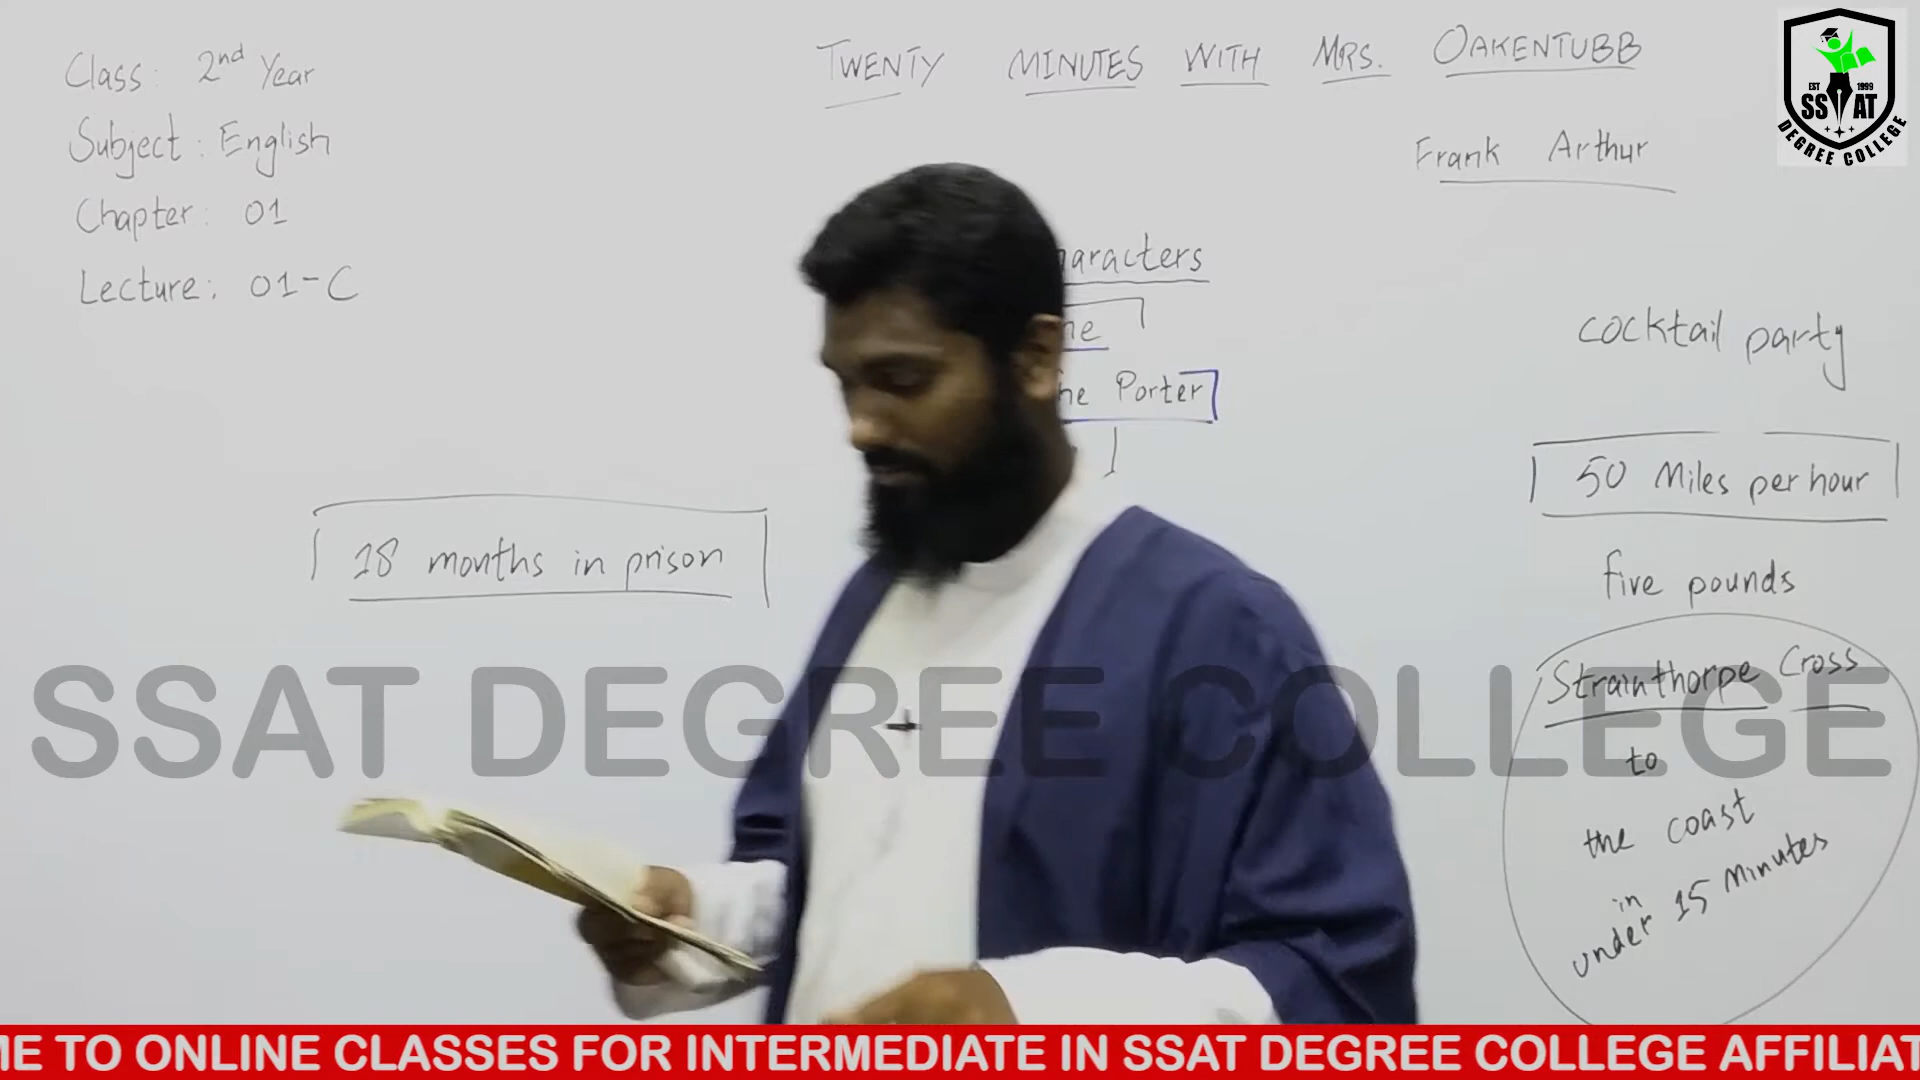 Class: 2nd Year
Subject: English
Chapter: 01
Lecture: 01-C
TWENTY MINUTES WITH MRS. OAKENTUBB
Frank Arthur
EST 1999
SSAT
DEGREE COLLEGE
aracters
he
he Porter
18 months in prison
cocktail party
50 Miles per hour
five pounds
Strainthorpe Cross
to
the coast
in
under 15 Minutes
SSAT DEGREE COLLEGE
ME TO ONLINE CLASSES FOR INTERMEDIATE IN SSAT DEGREE COLLEGE AFFILIAT